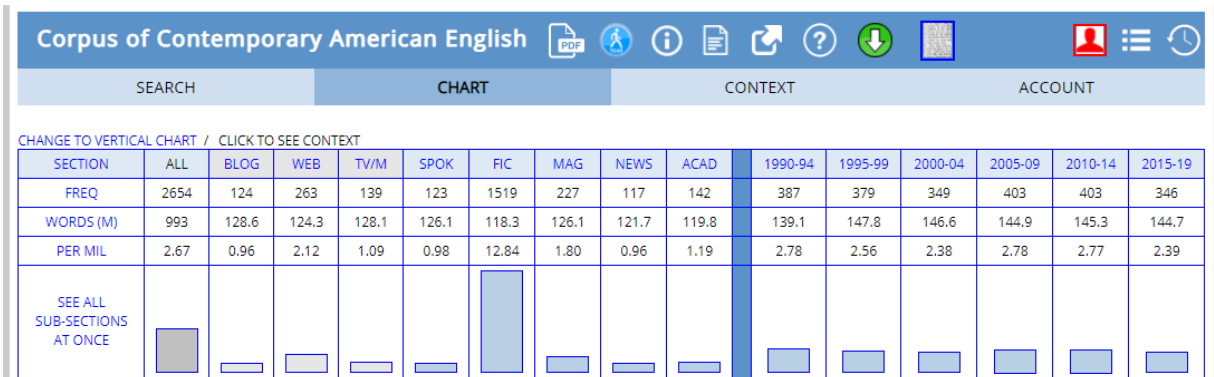 Corpus of Contemporary American English PDF
SEARCH CHART CONTEXT ACCOUNT
CHANGE TO VERTICAL CHART / CLICK TO SEE CONTEXT
SECTION ALL BLOG WEB TV/M SPOK FIC MAG NEWS ACAD 1990-94 1995-99 2000-04 2005-09 2010-14 2015-19
FREQ 2654 124 263 139 123 1519 227 117 142 387 379 349 403 403 346
WORDS (M) 993 128.6 124.3 128.1 126.1 118.3 126.1 121.7 119.8 139.1 147.8 146.6 144.9 145.3 144.7
PER MIL 2.67 0.96 2.12 1.09 0.98 12.84 1.80 0.96 1.19 2.78 2.56 2.38 2.78 2.77 2.39
SEE ALL
SUB-SECTIONS
AT ONCE